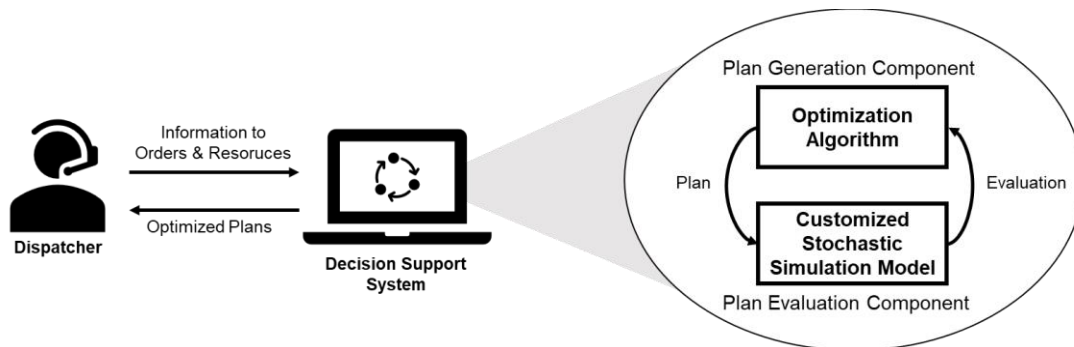 Information to
Orders & Resoruces
Optimized Plans
Dispatcher
Decision Support
System
Plan Generation Component
Optimization
Algorithm
Plan
Evaluation
Customized
Stochastic
Simulation Model
Plan Evaluation Component